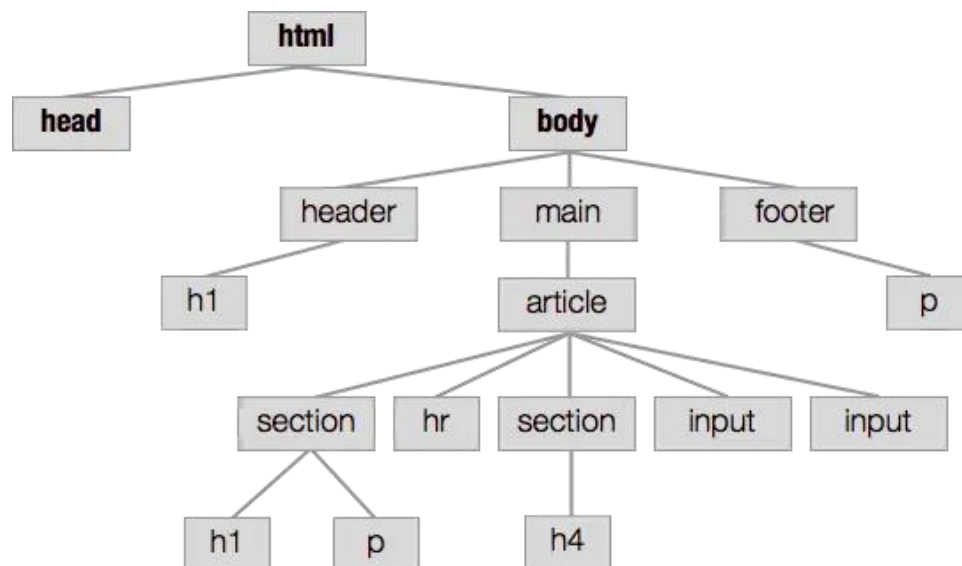 html
head body
header main footer
h1 article p
section hr section input input
h1 p h4